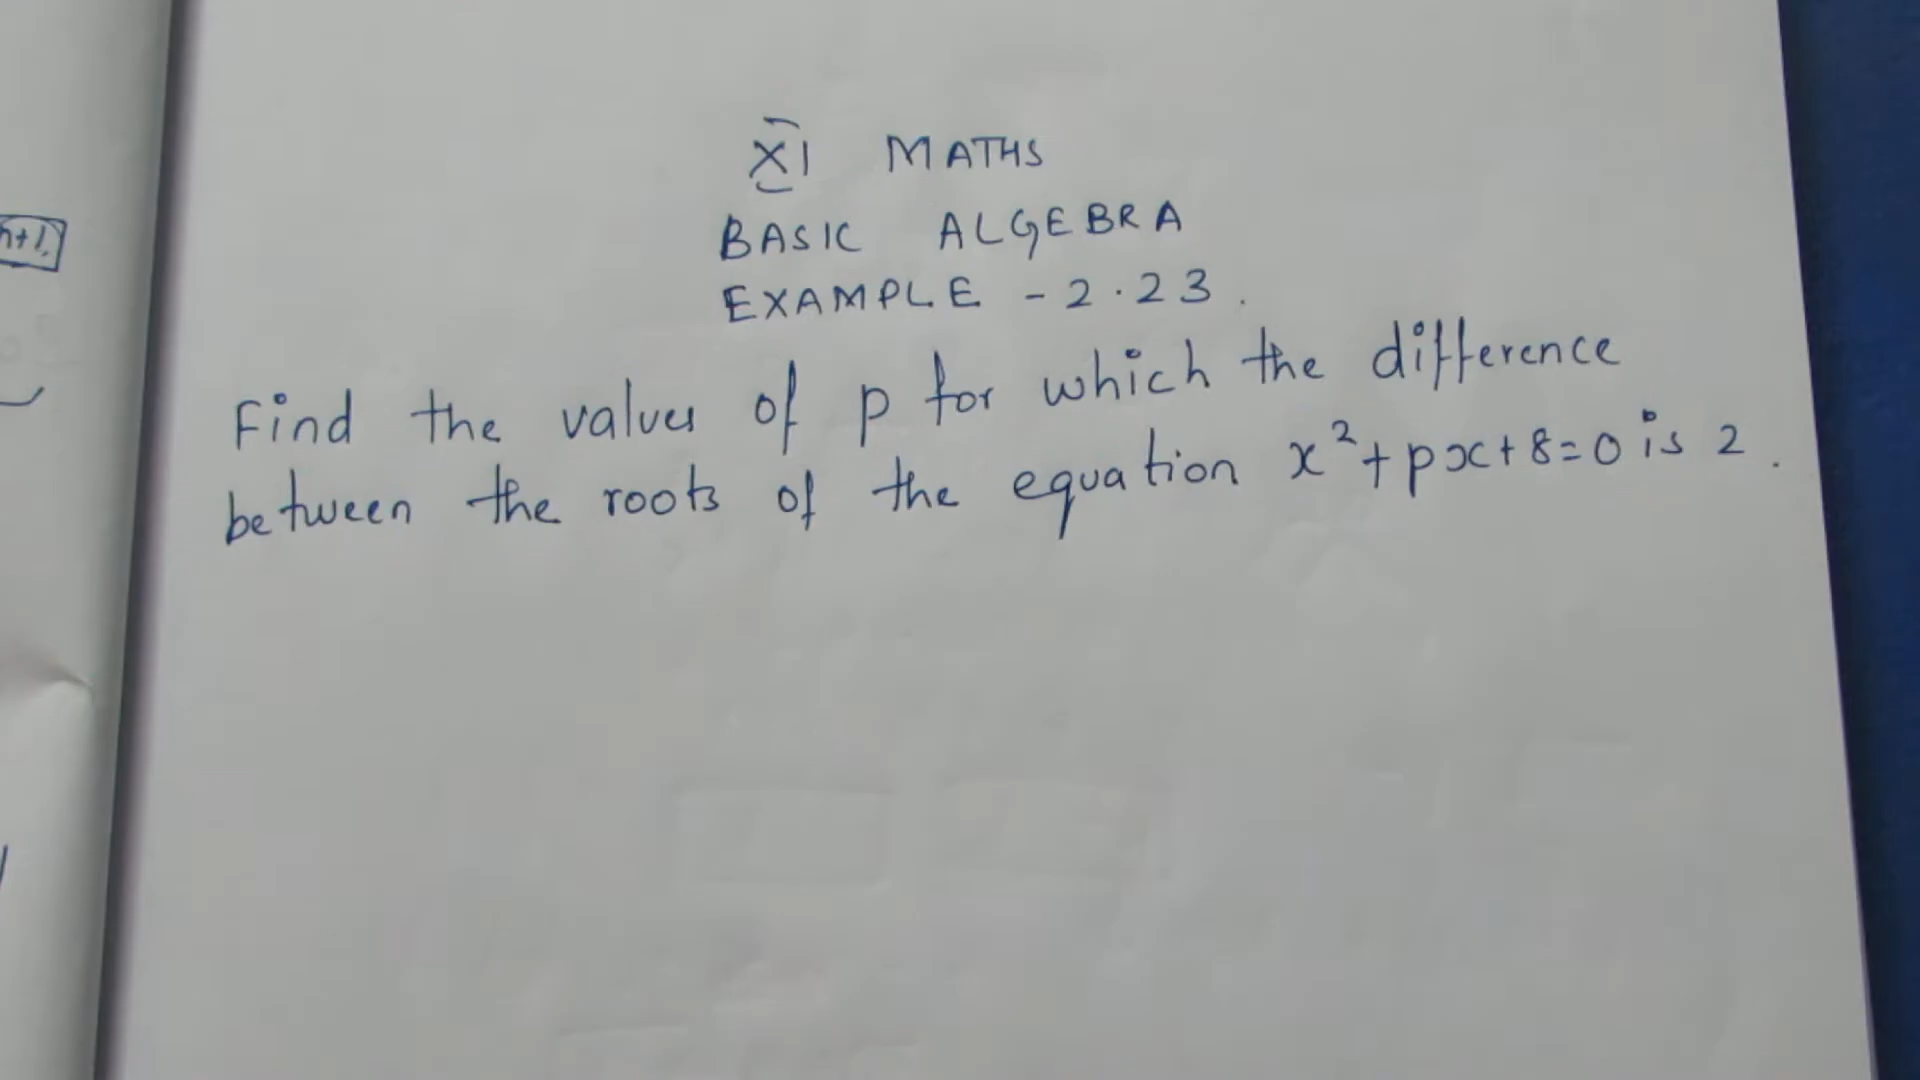 n+1
XI MATHS
BASIC ALGEBRA
EXAMPLE - 2.23.
Find the values of p for which the difference
between the roots of the equation x²+px+8=0 is 2.